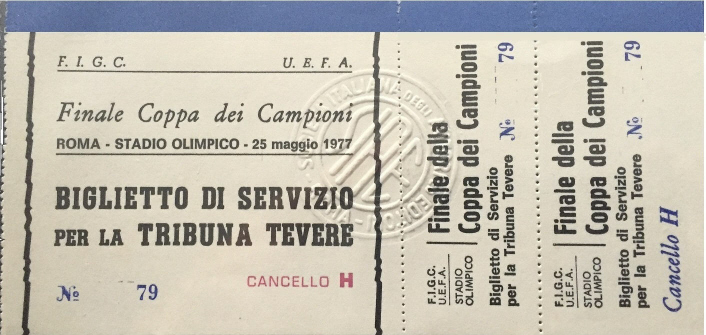 F. I. G. C. U. E. F. A.
Finale Coppa dei Campioni
ROMA - STADIO OLIMPICO - 25 maggio 1977
BIGLIETTO DI SERVIZIO
PER LA TRIBUNA TEVERE
CANCELLO H
№ 79
F.I.G.C.
U.E.F.A.
STADIO
OLIMPICO
Finale della
Coppa dei Campioni
Biglietto di Servizio
per la Tribuna Tevere
№ 79
F.I.G.C.
U.E.F.A.
STADIO
OLIMPICO
Finale della
Coppa dei Campioni
Biglietto di Servizio
per la Tribuna Tevere
№ 79
Cancello H